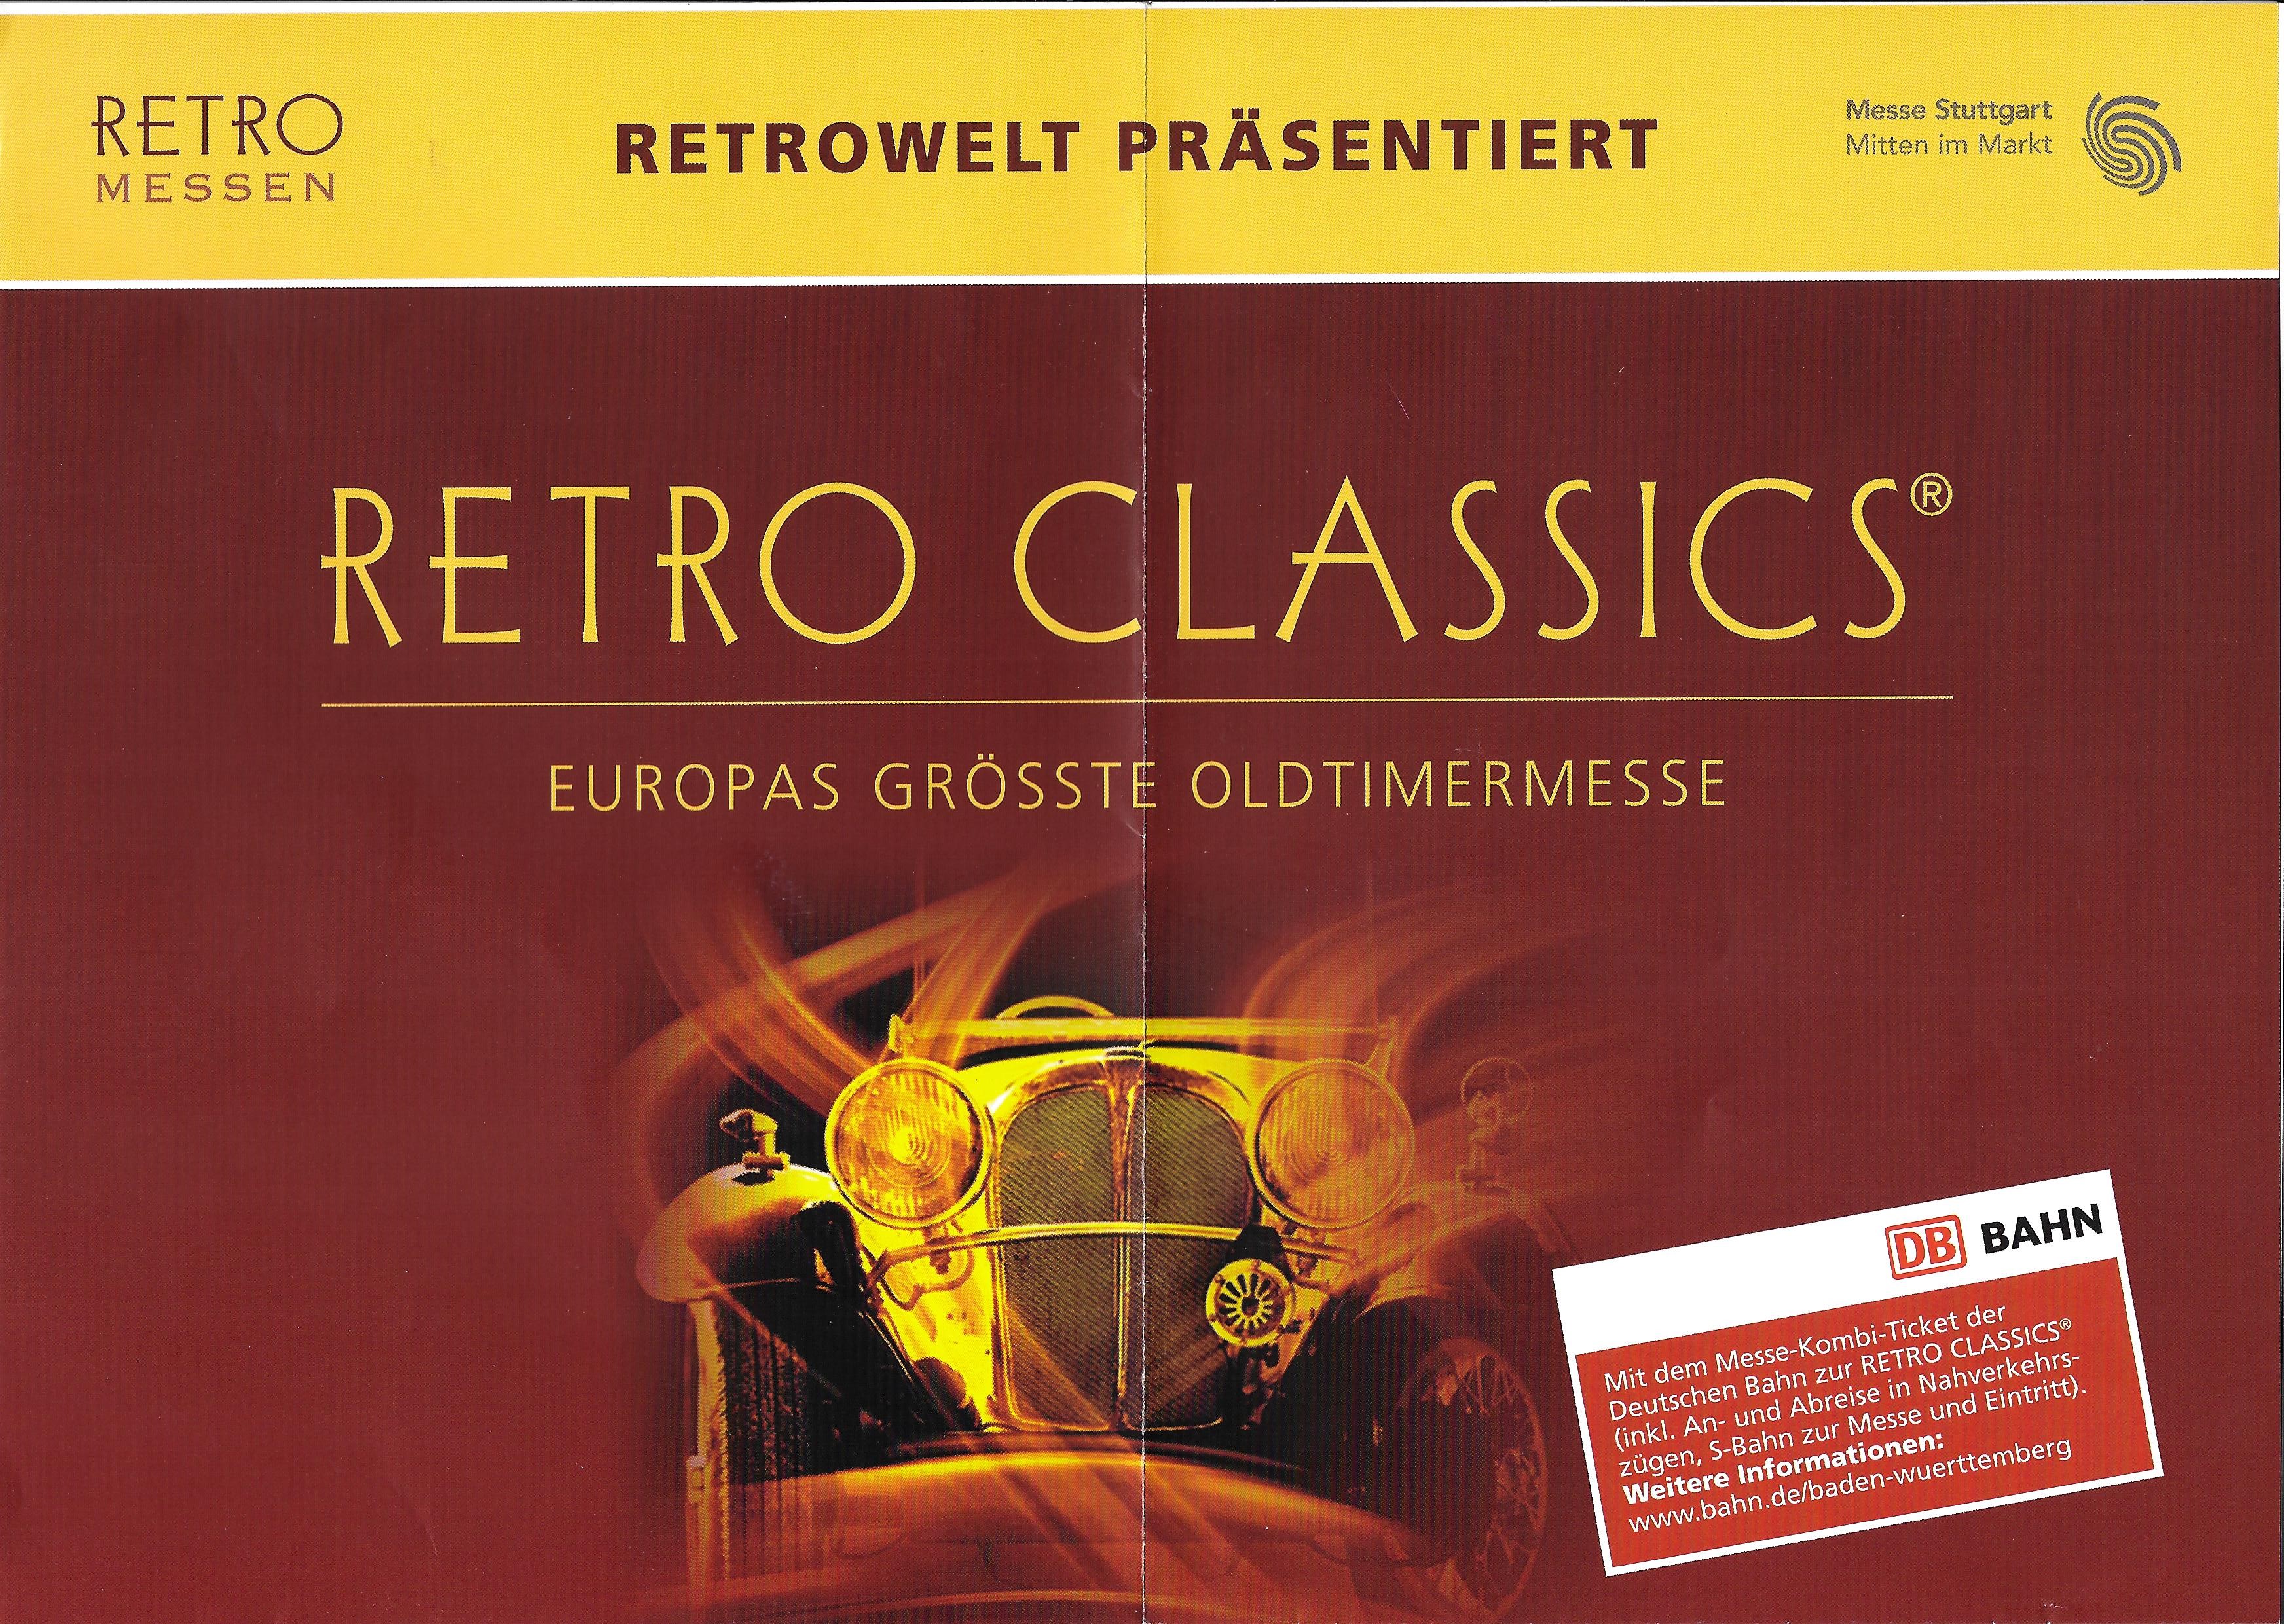 RETRO
MESSEN
RETROWELT PRÄSENTIERT
Messe Stuttgart
Mitten im Markt
RETRO CLASSICS®
EUROPAS GRÖSSTE OLDTIMERMESSE
DB BAHN
Mit dem Messe-Kombi-Ticket der
Deutschen Bahn zur RETRO CLASSICS®
(inkl. An- und Abreise in Nahverkehrs-
zügen, S-Bahn zur Messe und Eintritt).
Weitere Informationen:
www.bahn.de/baden-wuerttemberg